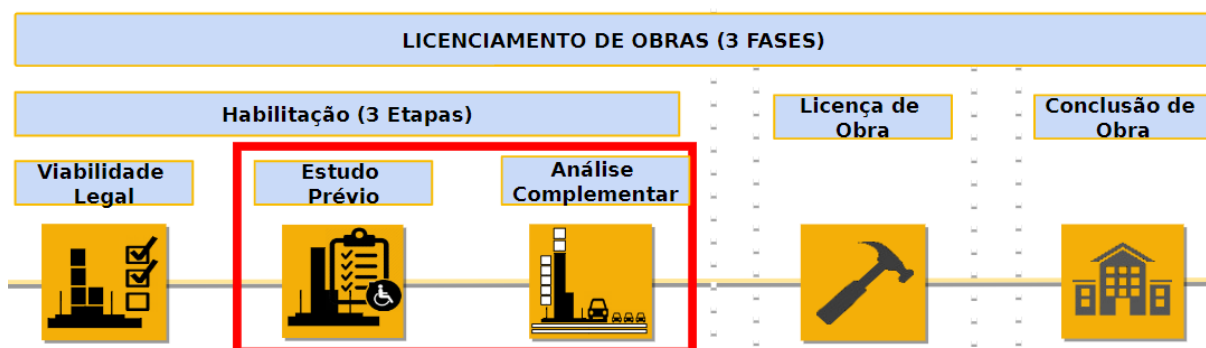 LICENCIAMENTO DE OBRAS (3 FASES)
Habilitação (3 Etapas)
Licença de
Obra
Conclusão de
Obra
Viabilidade
Legal
Estudo
Prévio
Análise
Complementar